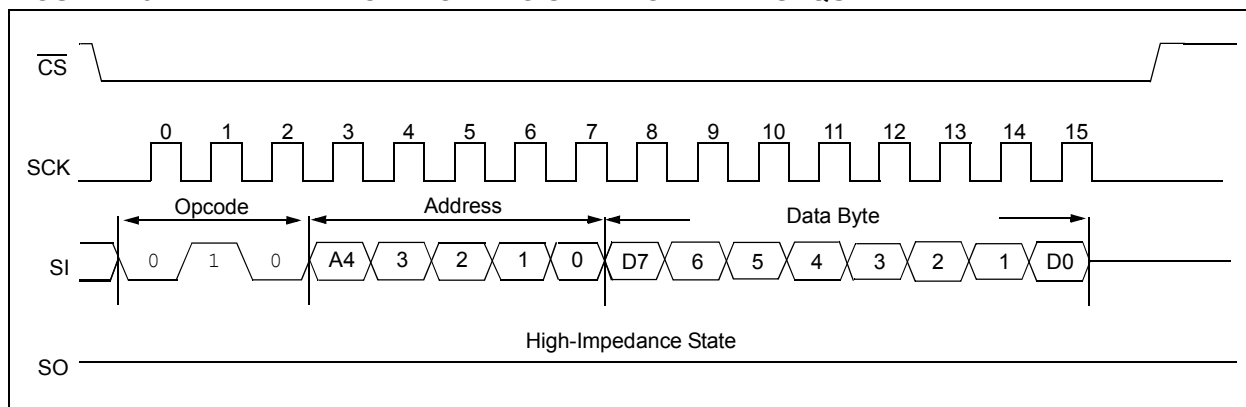 CS
0 1 2 3 4 5 6 7 8 9 10 11 12 13 14 15
SCK
Opcode Address Data Byte
SI 0 1 0 A4 3 2 1 0 D7 6 5 4 3 2 1 D0
High-Impedance State
SO